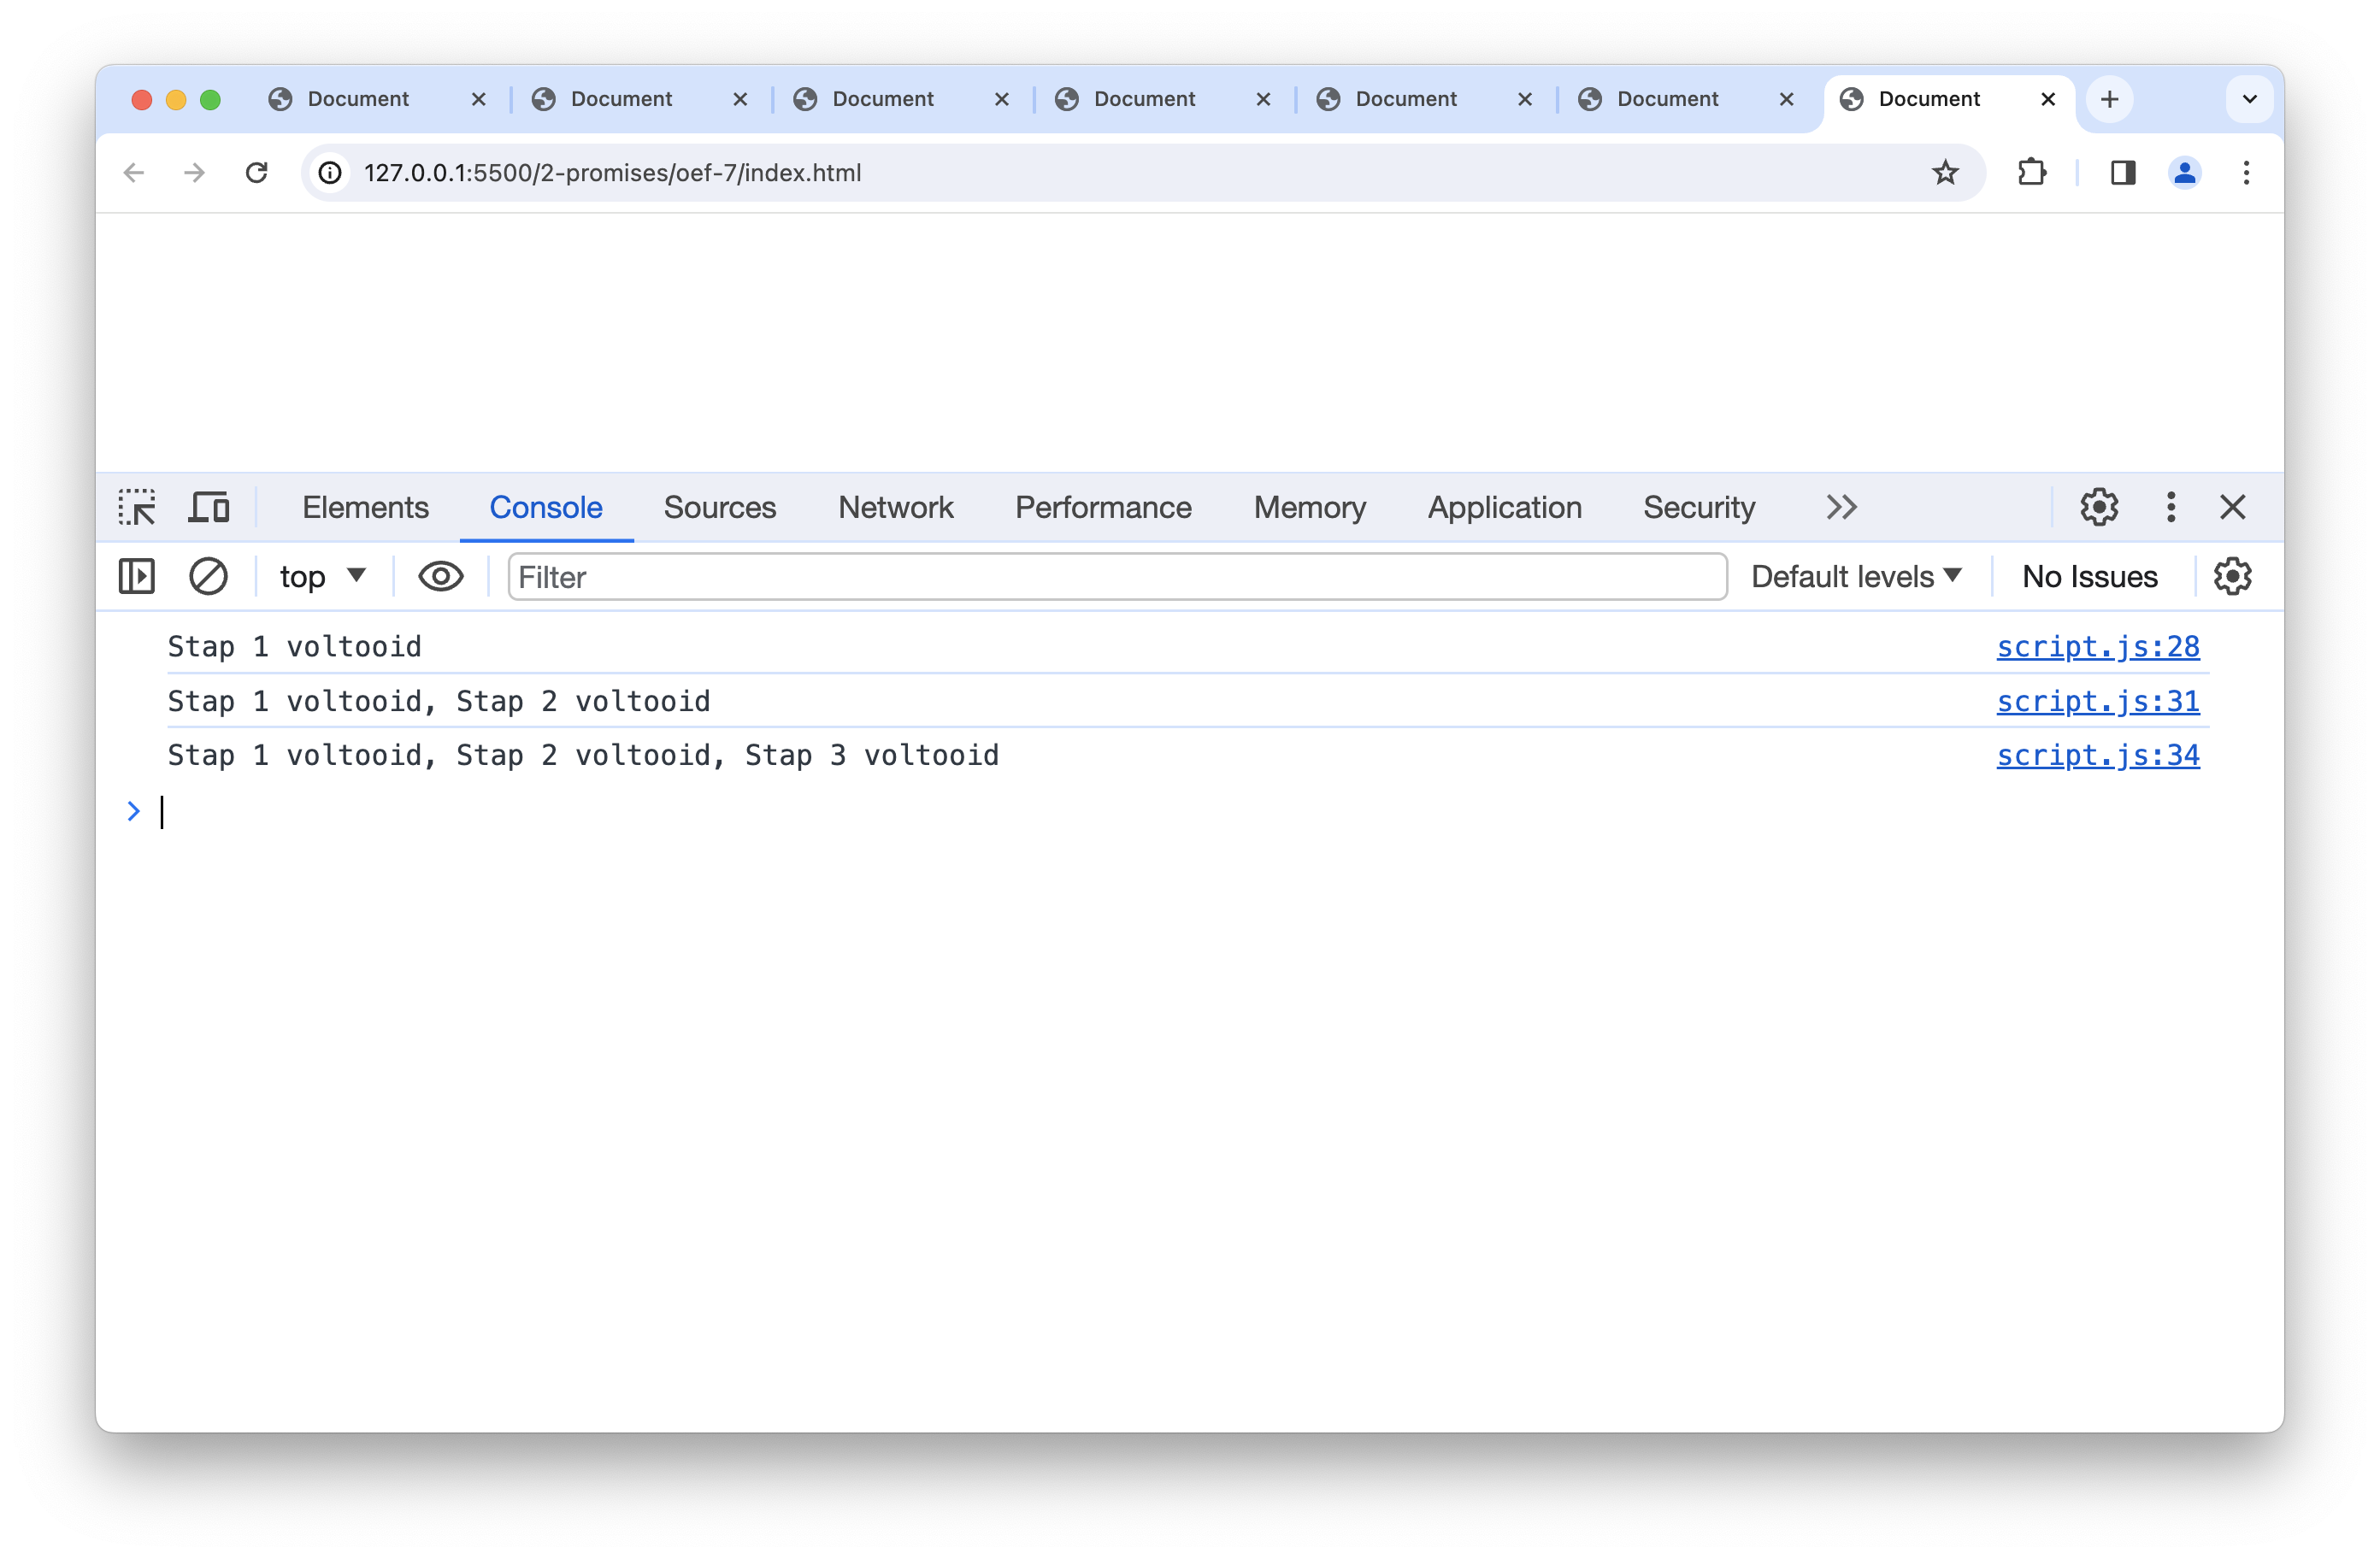 Document Document Document Document Document Document Document
127.0.0.1:5500/2-promises/oef-7/index.html
Elements Console Sources Network Performance Memory Application Security
top Filter Default levels No Issues
Stap 1 voltooid script.js:28
Stap 1 voltooid, Stap 2 voltooid script.js:31
Stap 1 voltooid, Stap 2 voltooid, Stap 3 voltooid script.js:34